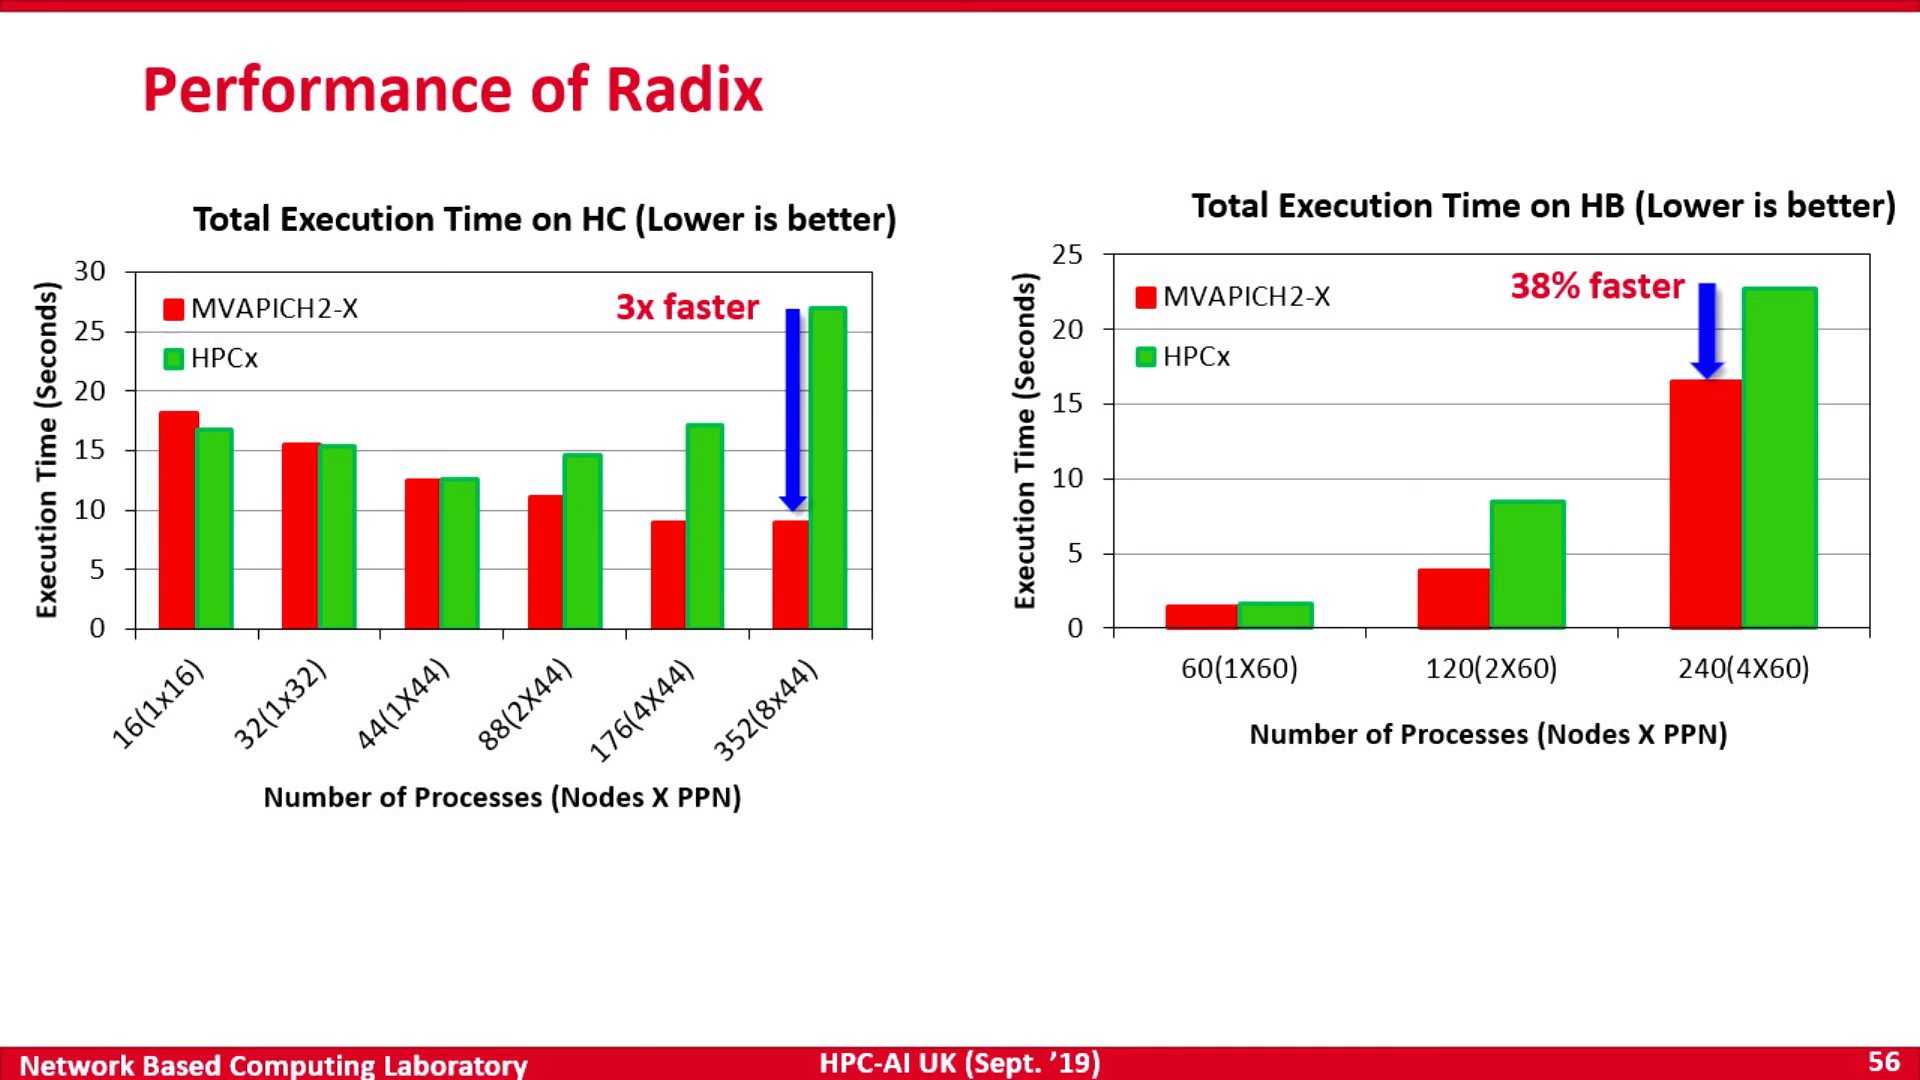 Performance of Radix
Total Execution Time on HC (Lower is better)
Execution Time (Seconds)
30
25
20
15
10
5
0
MVAPICH2-X
HPCx
3x faster
16(1x16)
32(1x32)
44(1X44)
88(2X44)
176(4X44)
352(8x44)
Number of Processes (Nodes X PPN)
Total Execution Time on HB (Lower is better)
Execution Time (Seconds)
25
20
15
10
5
0
MVAPICH2-X
HPCx
38% faster
60(1X60)
120(2X60)
240(4X60)
Number of Processes (Nodes X PPN)
Network Based Computing Laboratory
HPC-AI UK (Sept. ’19)
56